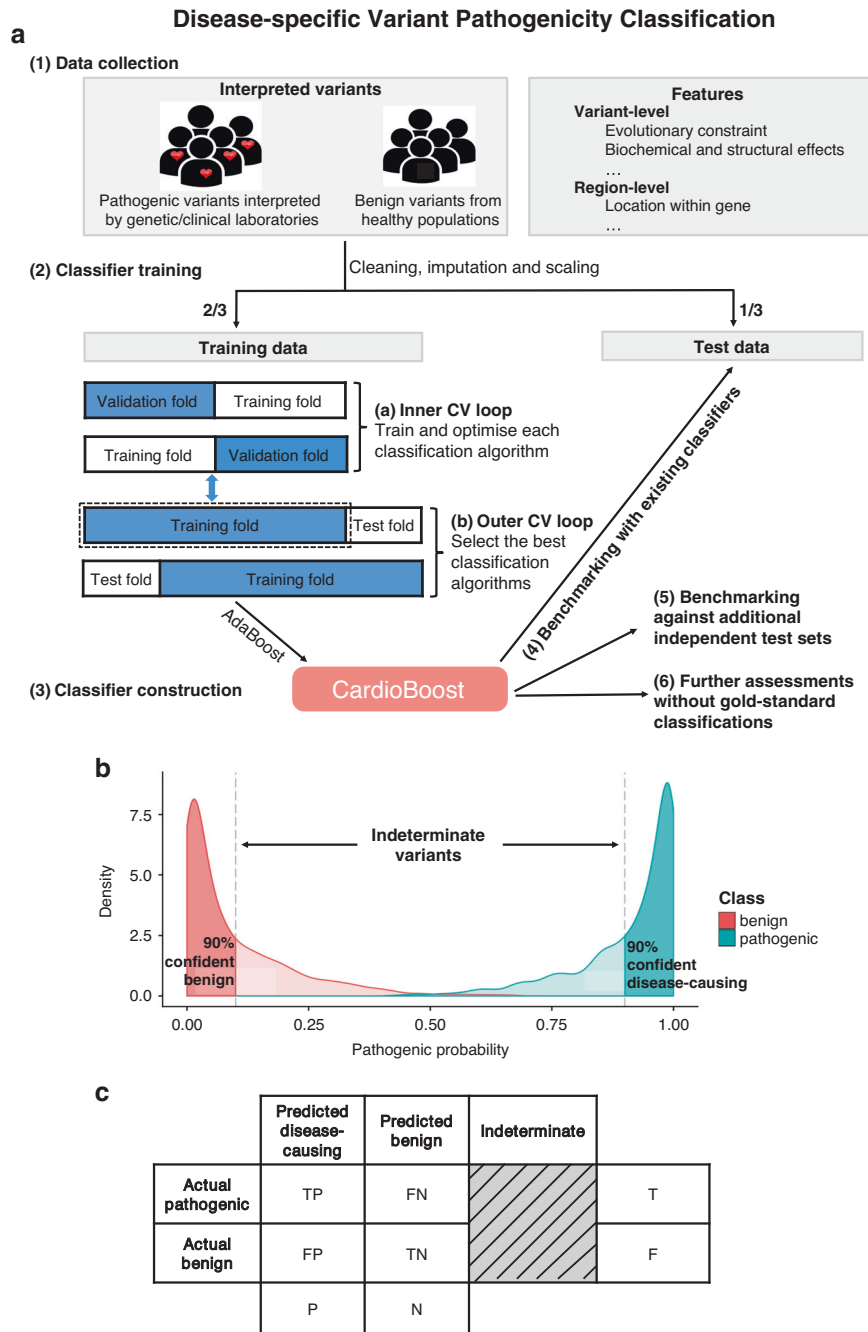 Disease-specific Variant Pathogenicity Classification
a
(1) Data collection
Interpreted variants
Pathogenic variants interpreted
by genetic/clinical laboratories
Benign variants from
healthy populations
Features
Variant-level
Evolutionary constraint
Biochemical and structural effects
…
Region-level
Location within gene
…
(2) Classifier training
Cleaning, imputation and scaling
2/3
1/3
Training data
Test data
Validation fold
Training fold
Training fold
Validation fold
(a) Inner CV loop
Train and optimise each
classification algorithm
Training fold
Test fold
Test fold
Training fold
(b) Outer CV loop
Select the best
classification
algorithms
AdaBoost
(3) Classifier construction
CardioBoost
(4) Benchmarking with existing classifiers
(5) Benchmarking
against additional
independent test sets
(6) Further assessments
without gold-standard
classifications
b
Density
7.5
5.0
2.5
0.0
Indeterminate
variants
90%
confident
benign
90%
confident
disease-causing
Class
benign
pathogenic
0.00
0.25
0.50
0.75
1.00
Pathogenic probability
c
Predicted
disease-
causing
Predicted
benign
Indeterminate
Actual
pathogenic
TP
FN
T
Actual
benign
FP
TN
F
P
N